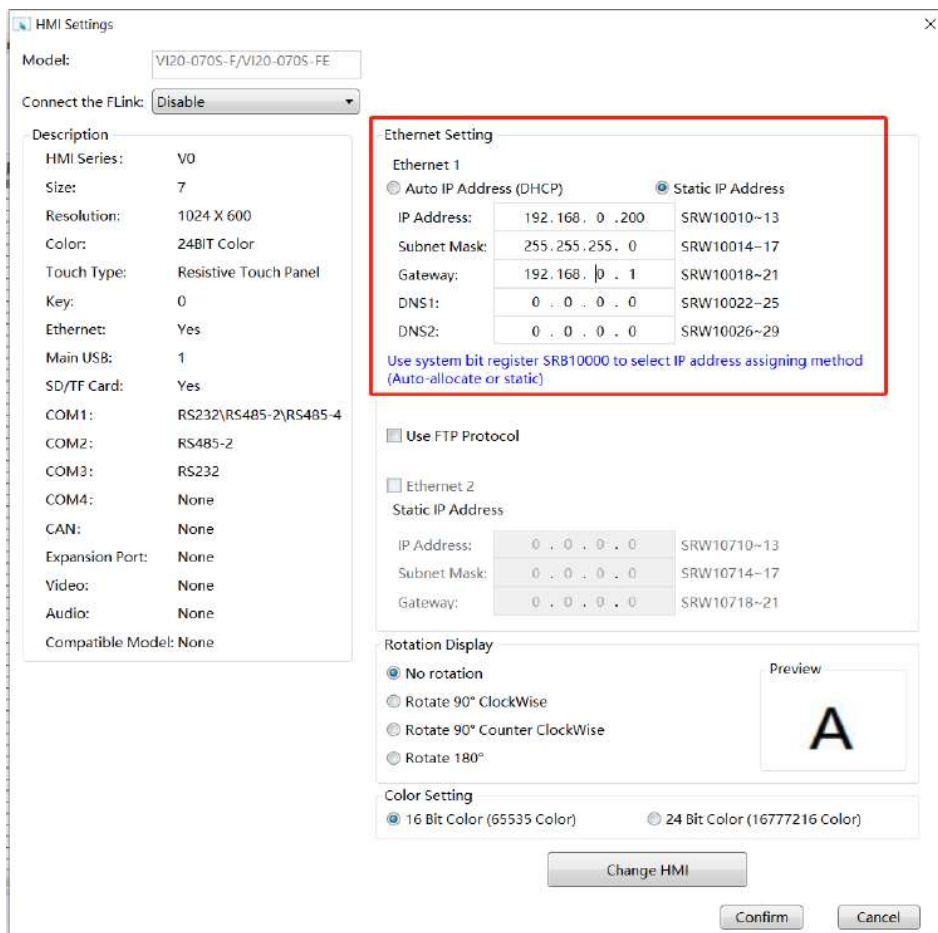 HMI Settings
Model: VI20-070S-F/VI20-070S-FE
Connect the FLink: Disable
Description
HMI Series: V0
Size: 7
Resolution: 1024 X 600
Color: 24BIT Color
Touch Type: Resistive Touch Panel
Key: 0
Ethernet: Yes
Main USB: 1
SD/TF Card: Yes
COM1: RS232\RS485-2\RS485-4
COM2: RS485-2
COM3: RS232
COM4: None
CAN: None
Expansion Port: None
Video: None
Audio: None
Compatible Model: None
Ethernet Setting
Ethernet 1
Auto IP Address (DHCP) Static IP Address
IP Address: 192.168. 0 .200 SRW10010~13
Subnet Mask: 255.255.255. 0 SRW10014~17
Gateway: 192.168. 0 . 1 SRW10018~21
DNS1: 0 . 0 . 0 . 0 SRW10022~25
DNS2: 0 . 0 . 0 . 0 SRW10026~29
Use system bit register SRB10000 to select IP address assigning method
(Auto-allocate or static)
Use FTP Protocol
Ethernet 2
Static IP Address
IP Address: 0 . 0 . 0 . 0 SRW10710~13
Subnet Mask: 0 . 0 . 0 . 0 SRW10714~17
Gateway: 0 . 0 . 0 . 0 SRW10718~21
Rotation Display
No rotation
Rotate 90° ClockWise
Rotate 90° Counter ClockWise
Rotate 180°
Preview
A
Color Setting
16 Bit Color (65535 Color) 24 Bit Color (16777216 Color)
Change HMI
Confirm Cancel